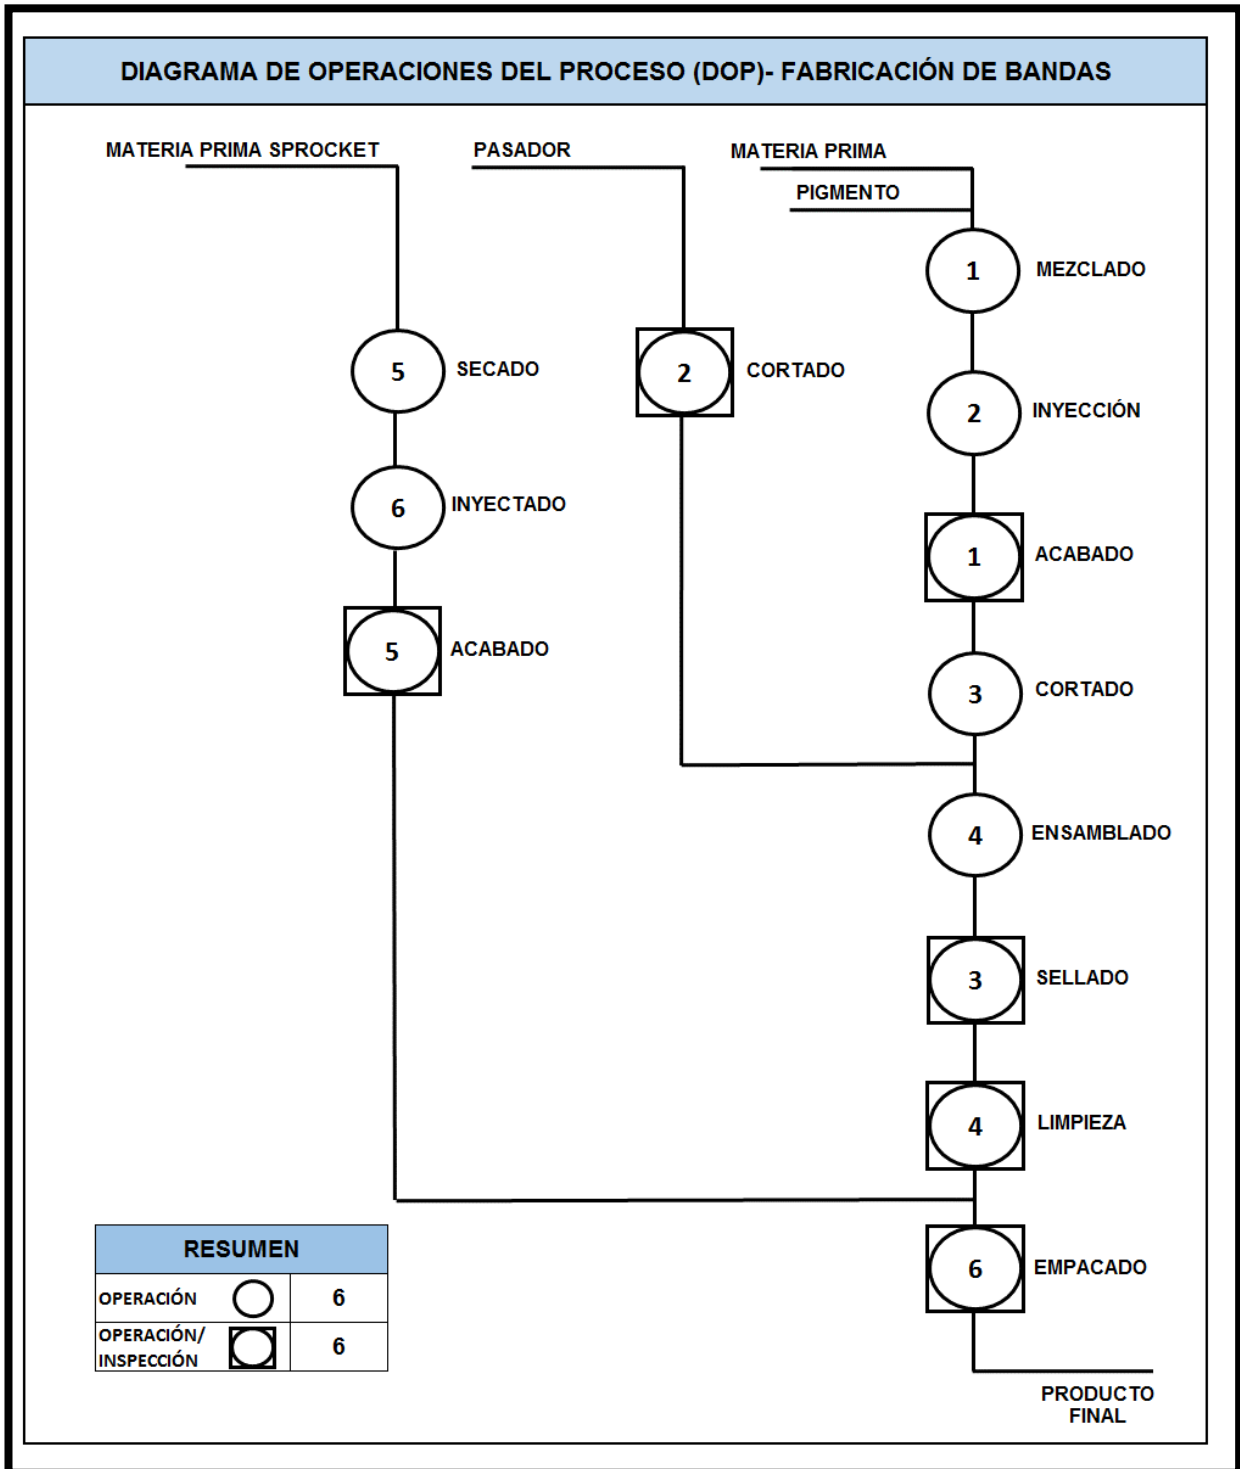 DIAGRAMA DE OPERACIONES DEL PROCESO (DOP)- FABRICACIÓN DE BANDAS
MATERIA PRIMA SPROCKET
PASADOR
MATERIA PRIMA
PIGMENTO
1 MEZCLADO
5 SECADO
2 CORTADO
2 INYECCIÓN
6 INYECTADO
1 ACABADO
5 ACABADO
3 CORTADO
4 ENSAMBLADO
3 SELLADO
4 LIMPIEZA
6 EMPACADO
RESUMEN
OPERACIÓN 6
OPERACIÓN/
INSPECCIÓN 6
PRODUCTO
FINAL